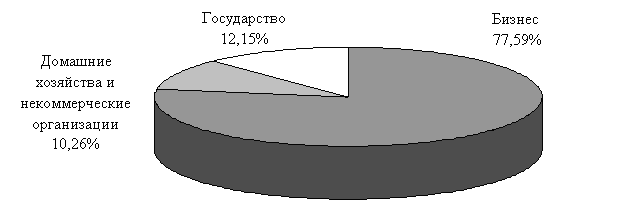 Государство
12,15%
Бизнес
77,59%
Домашние
хозяйства и
некоммерческие
организации
10,26%